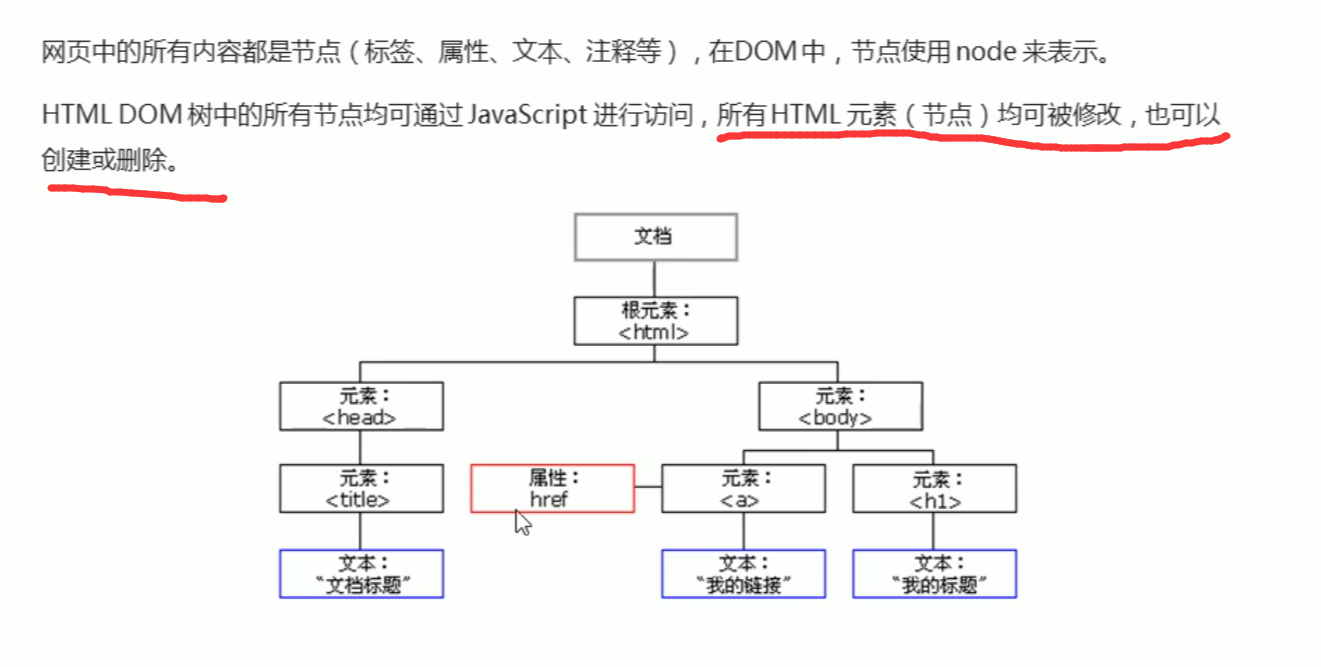 网页中的所有内容都是节点（标签、属性、文本、注释等），在DOM中，节点使用 node 来表示。
HTML DOM 树中的所有节点均可通过 JavaScript 进行访问，所有HTML 元素（节点）均可被修改，也可以
创建或删除。
文档
根元素：
<html>
元素：
<head>
元素：
<body>
元素：
<title>
属性：
href
元素：
<a>
元素：
<h1>
文本：
“文档标题”
文本：
“我的链接”
文本：
“我的标题”